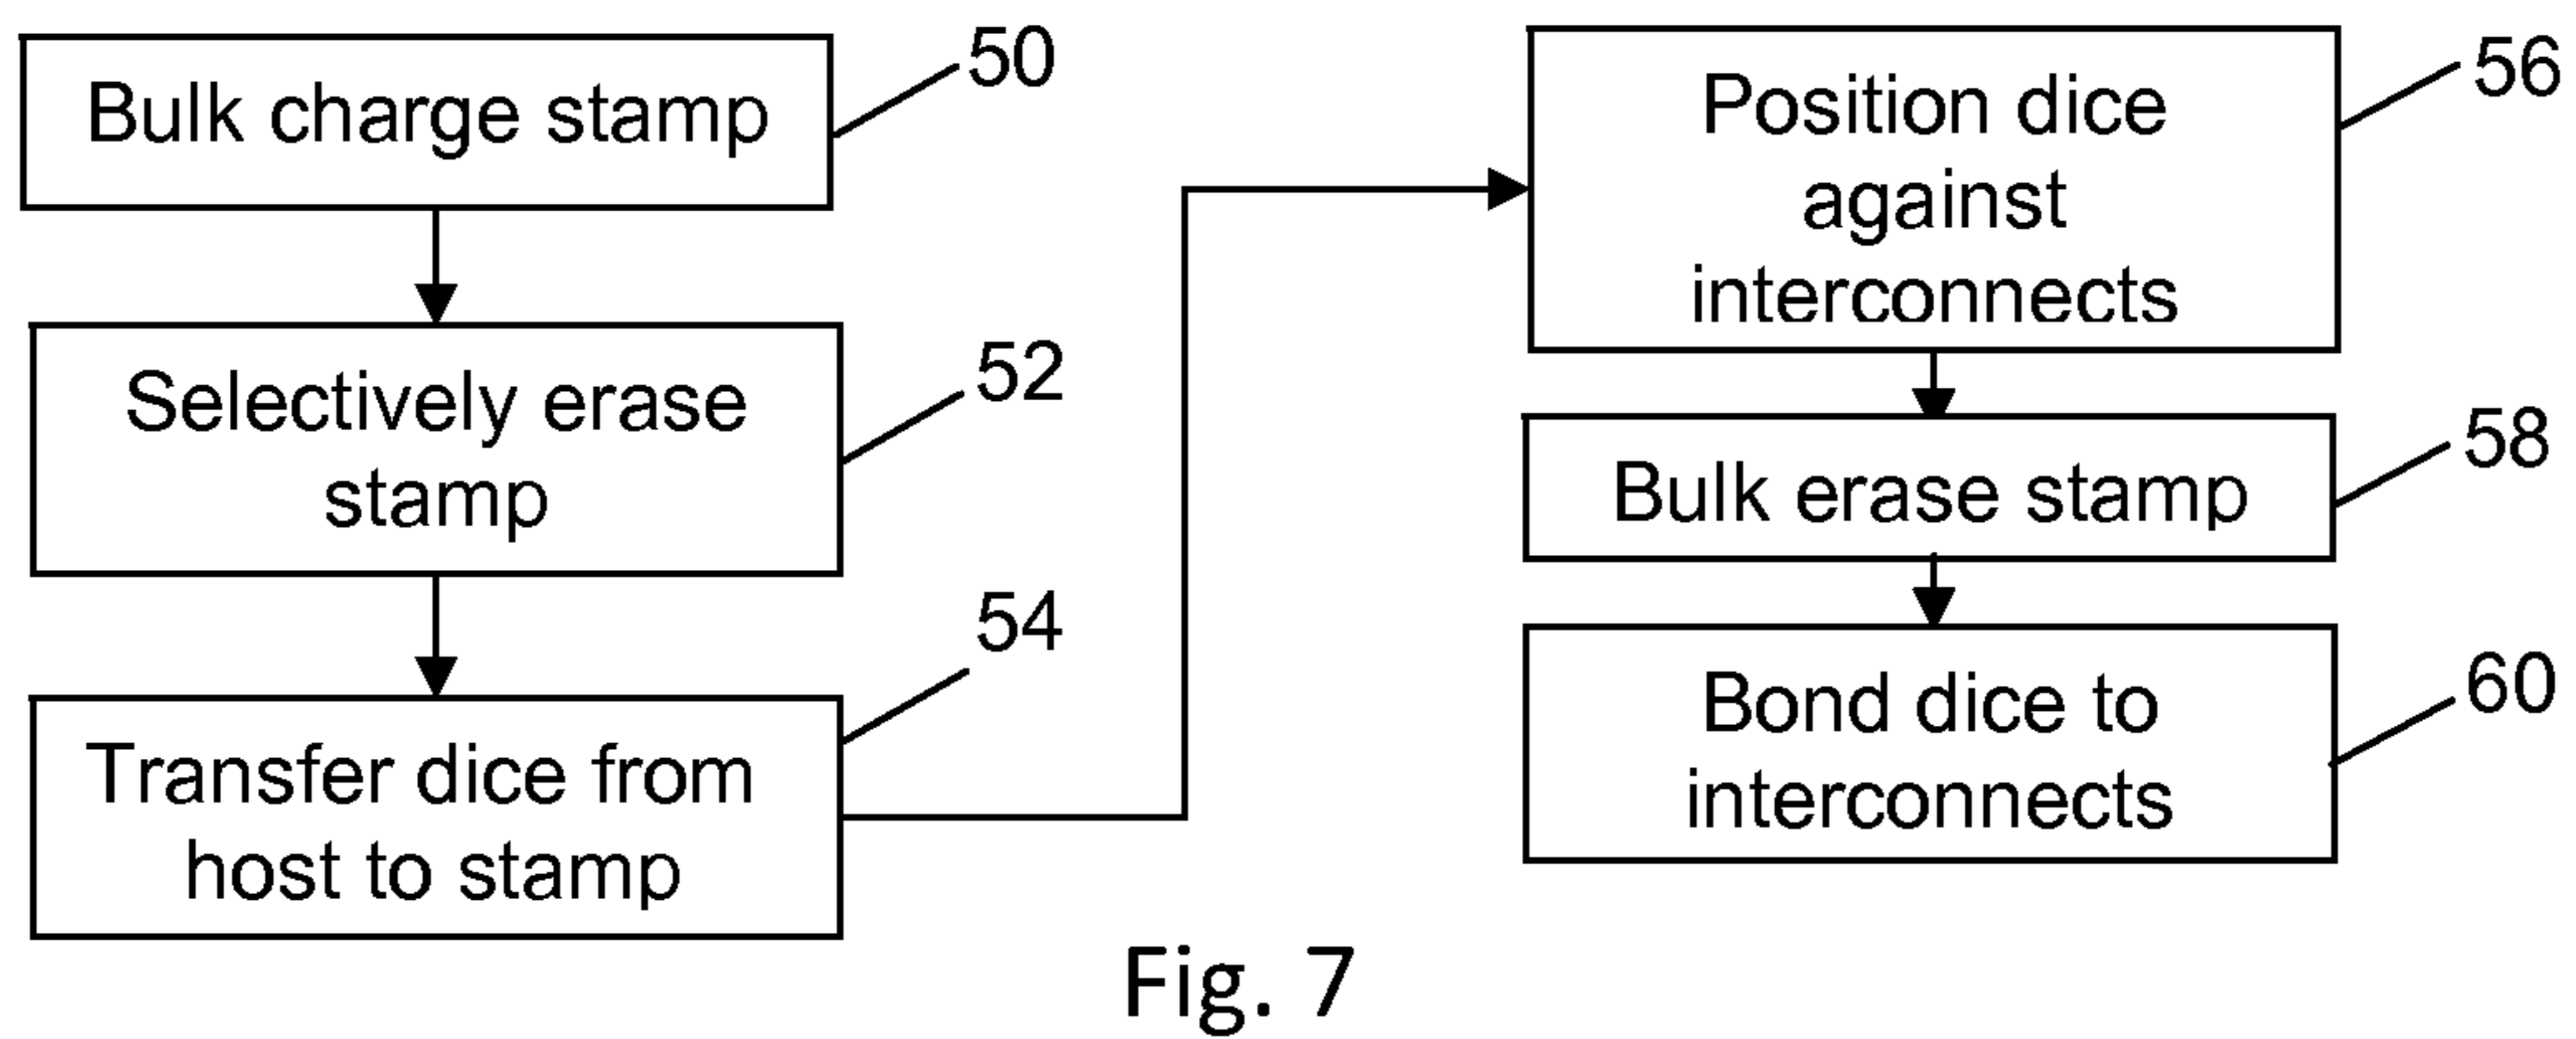 Bulk charge stamp
50
Selectively erase
stamp
52
Transfer dice from
host to stamp
54
Position dice
against
interconnects
56
Bulk erase stamp
58
Bond dice to
interconnects
60
Fig. 7